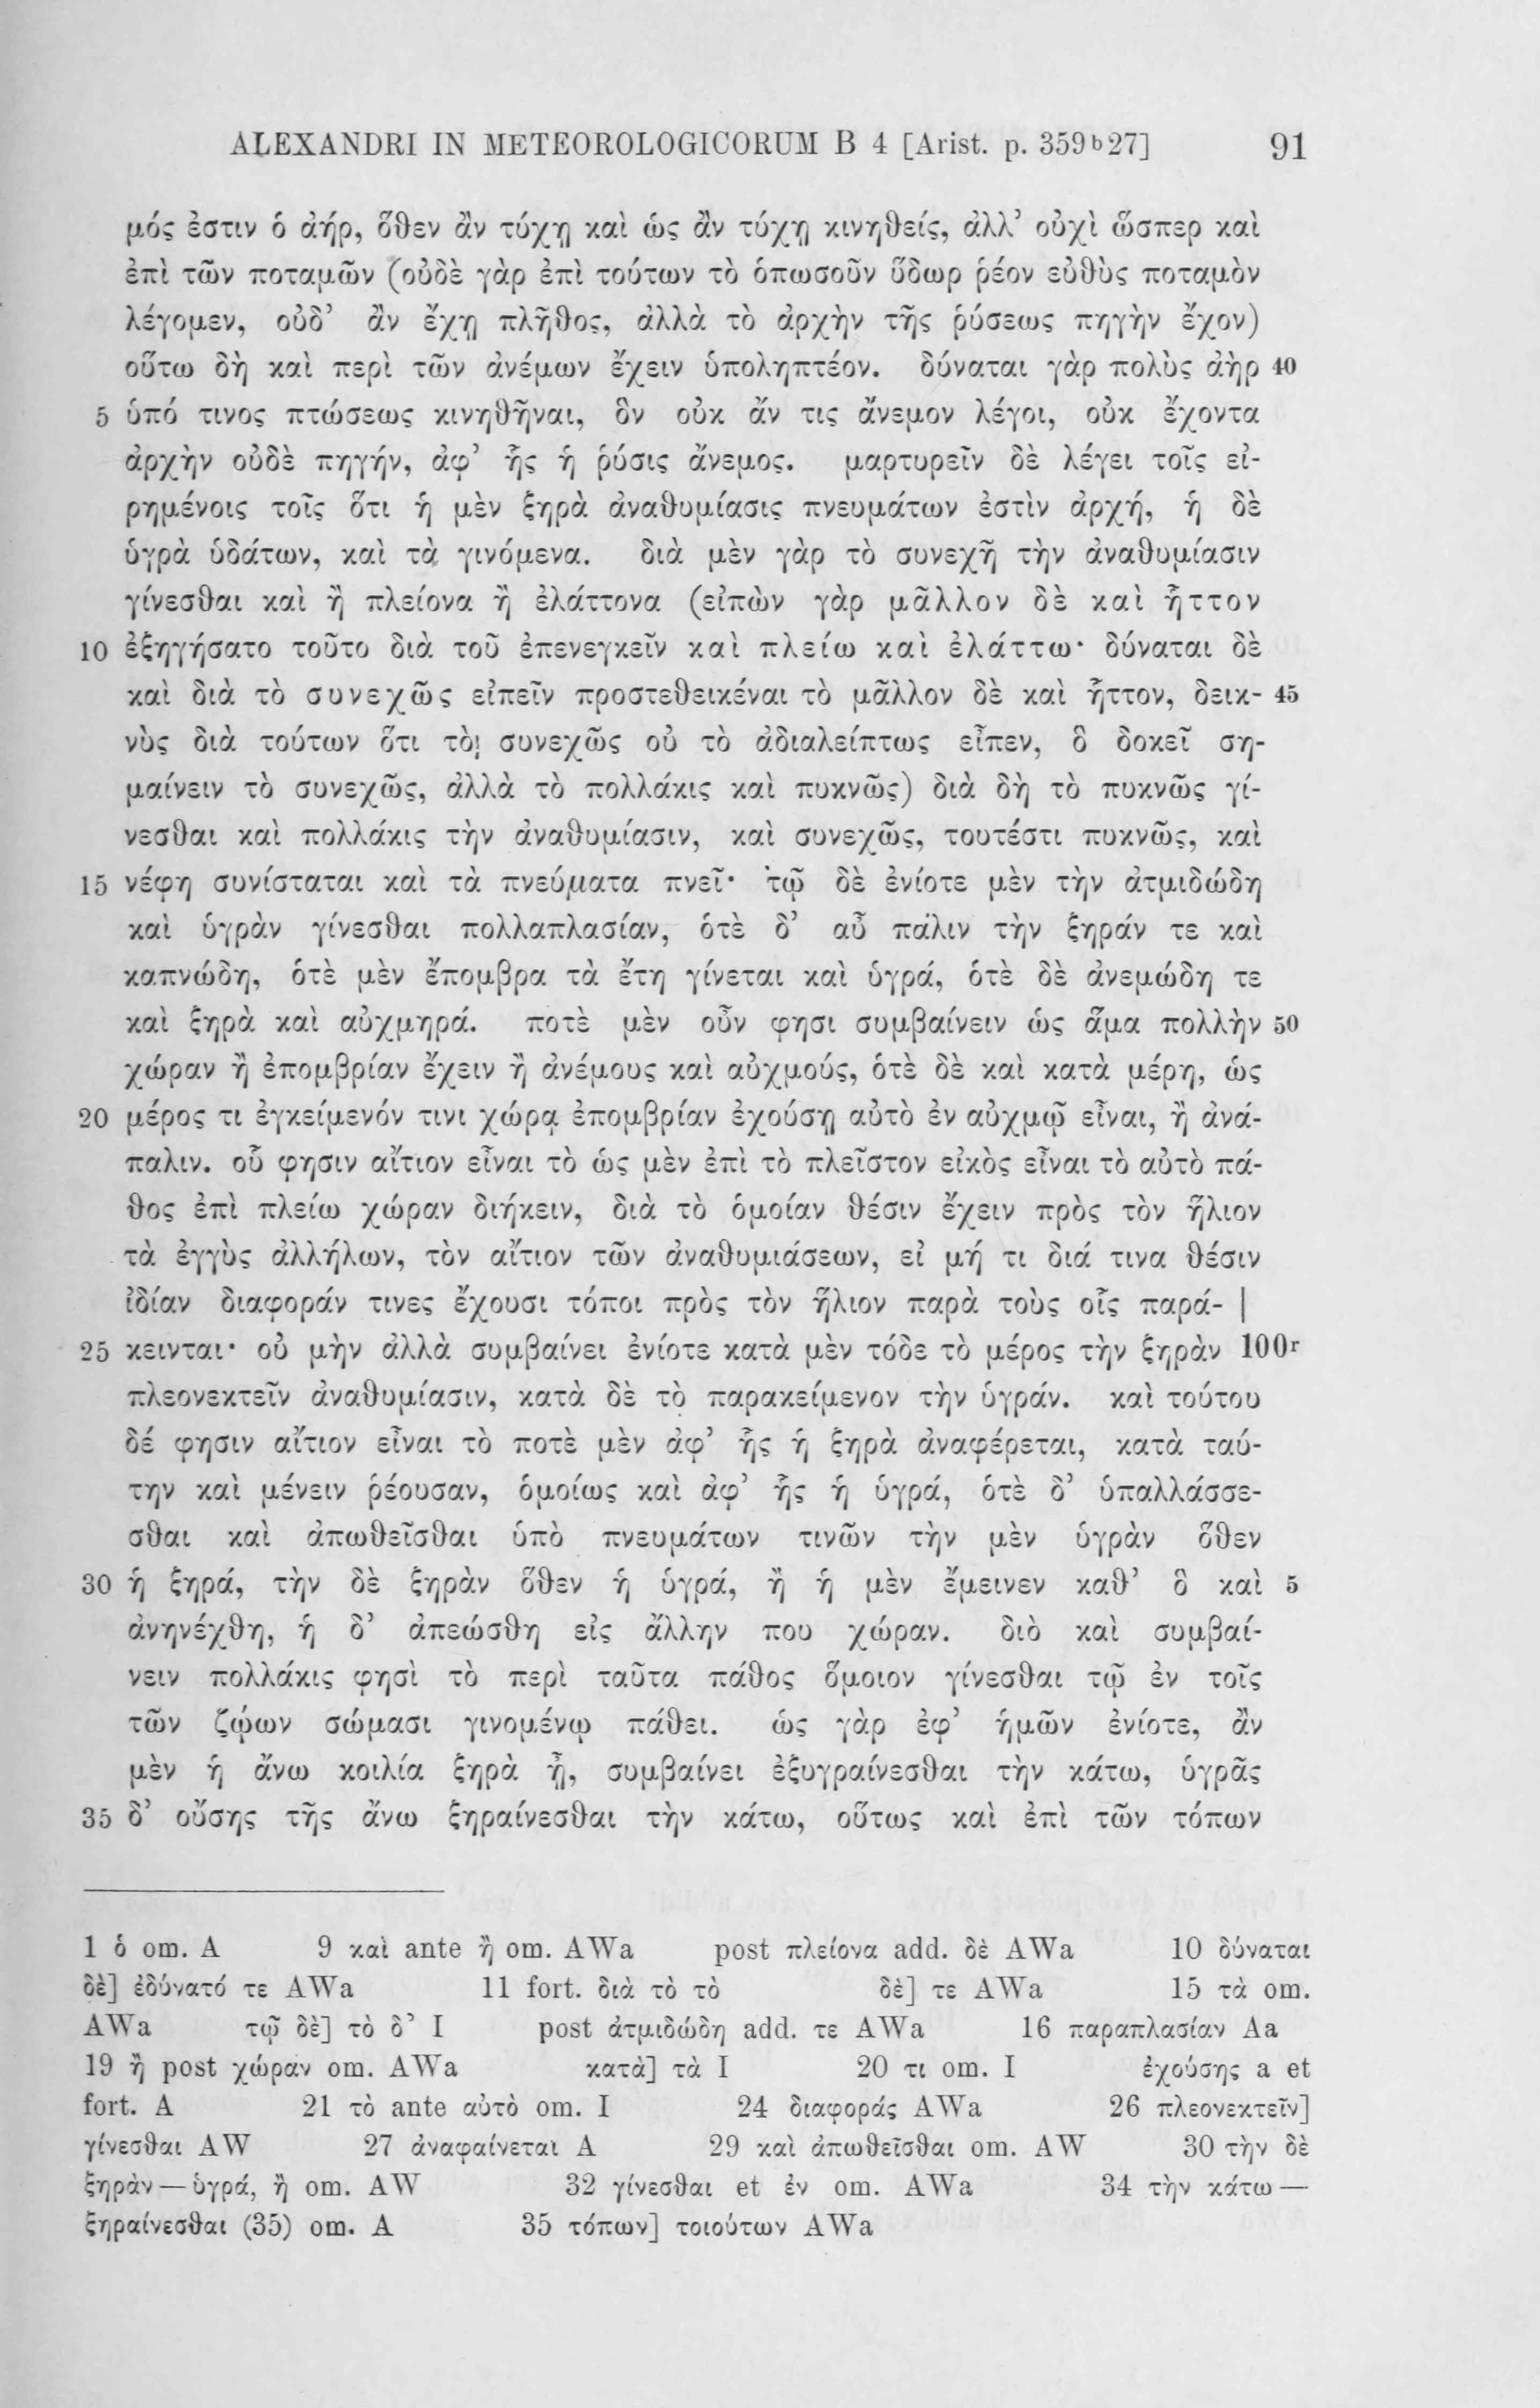 ALEXANDRI IN METEOROLOGICORUM B 4 [Arist. p. 359b27] 91
μός ἐστιν ὁ ἀήρ, ὅθεν ἂν τύχῃ καὶ ὡς ἂν τύχῃ κινηθείς, ἀλλ’ οὐχὶ ὥσπερ καὶ
ἐπὶ τῶν ποταμῶν (οὐδὲ γὰρ ἐπὶ τούτων τὸ ὁπωσοῦν ὕδωρ ῥέον εὐθὺς ποταμὸν
λέγομεν, οὐδ’ ἂν ἔχῃ πλῆθος, ἀλλὰ τὸ ἀρχὴν τῆς ῥύσεως πηγὴν ἔχον)
οὕτω δὴ καὶ περὶ τῶν ἀνέμων ἔχειν ὑποληπτέον. δύναται γὰρ πολὺς ἀὴρ 40
5 ὑπό τινος πτώσεως κινηθῆναι, ὃν οὐκ ἄν τις ἄνεμον λέγοι, οὐκ ἔχοντα
ἀρχὴν οὐδὲ πηγήν, ἀφ’ ἧς ἡ ῥύσις ἄνεμος. μαρτυρεῖν δὲ λέγει τοῖς εἰ-
ρημένοις τοῖς ὅτι ἡ μὲν ξηρὰ ἀναθυμίασις πνευμάτων ἐστὶν ἀρχή, ἡ δὲ
ὑγρὰ ὑδάτων, καὶ τὰ γινόμενα. διὰ μὲν γὰρ τὸ συνεχῆ τὴν ἀναθυμίασιν
γίνεσθαι καὶ ἢ πλείονα ἢ ἐλάττονα (εἰπὼν γὰρ μᾶλλον δὲ καὶ ἧττον
10 ἐξηγήσατο τοῦτο διὰ τοῦ ἐπενεγκεῖν καὶ πλείω καὶ ἐλάττω· δύναται δὲ
καὶ διὰ τὸ συνεχῶς εἰπεῖν προστεθεικέναι τὸ μᾶλλον δὲ καὶ ἧττον, δεικ- 45
νὺς διὰ τούτων ὅτι τὸ συνεχῶς οὐ τὸ ἀδιαλείπτως εἶπεν, ὃ δοκεῖ ση-
μαίνειν τὸ συνεχῶς, ἀλλὰ τὸ πολλάκις καὶ πυκνῶς) διὰ δὴ τὸ πυκνῶς γί-
νεσθαι καὶ πολλάκις τὴν ἀναθυμίασιν, καὶ συνεχῶς, τουτέστι πυκνῶς, καὶ
15 νέφη συνίσταται καὶ τὰ πνεύματα πνεῖ· τῷ δὲ ἐνίοτε μὲν τὴν ἀτμιδώδη
καὶ ὑγρὰν γίνεσθαι πολλαπλασίαν, ὁτὲ δ’ αὖ πάλιν τὴν ξηράν τε καὶ
καπνώδη, ὁτὲ μὲν ἔπομβρα τὰ ἔτη γίνεται καὶ ὑγρά, ὁτὲ δὲ ἀνεμώδη τε
καὶ ξηρὰ καὶ αὐχμηρά. ποτὲ μὲν οὖν φησι συμβαίνειν ὡς ἅμα πολλὴν 50
χώραν ἢ ἐπομβρίαν ἔχειν ἢ ἀνέμους καὶ αὐχμούς, ὁτὲ δὲ καὶ κατὰ μέρη, ὡς
20 μέρος τι ἐγκείμενόν τινι χώρᾳ ἐπομβρίαν ἐχούσῃ αὐτὸ ἐν αὐχμῷ εἶναι, ἢ ἀνά-
παλιν. οὗ φησιν αἴτιον εἶναι τὸ ὡς μὲν ἐπὶ τὸ πλεῖστον εἰκὸς εἶναι τὸ αὐτὸ πά-
θος ἐπὶ πλείω χώραν διήκειν, διὰ τὸ ὁμοίαν θέσιν ἔχειν πρὸς τὸν ἥλιον
τὰ ἐγγὺς ἀλλήλων, τὸν αἴτιον τῶν ἀναθυμιάσεων, εἰ μή τι διά τινα θέσιν
ἰδίαν διαφοράν τινες ἔχουσι τόποι πρὸς τὸν ἥλιον παρὰ τοὺς οἷς παρά- |
25 κεινται· οὐ μὴν ἀλλὰ συμβαίνει ἐνίοτε κατὰ μὲν τόδε τὸ μέρος τὴν ξηρὰν 100r
πλεονεκτεῖν ἀναθυμίασιν, κατὰ δὲ τὸ παρακείμενον τὴν ὑγράν. καὶ τούτου
δέ φησιν αἴτιον εἶναι τὸ ποτὲ μὲν ἀφ’ ἧς ἡ ξηρὰ ἀναφέρεται, κατὰ ταύ-
την καὶ μένειν ῥέουσαν, ὁμοίως καὶ ἀφ’ ἧς ἡ ὑγρά, ὁτὲ δ’ ὑπαλλάσσε-
σθαι καὶ ἀπωθεῖσθαι ὑπὸ πνευμάτων τινῶν τὴν μὲν ὑγρὰν ὅθεν
30 ἡ ξηρά, τὴν δὲ ξηρὰν ὅθεν ἡ ὑγρά, ἢ ἡ μὲν ἔμεινεν καθ’ ὃ καὶ 5
ἀνηνέχθη, ἡ δ’ ἀπεώσθη εἰς ἄλλην που χώραν. διὸ καὶ συμβαί-
νειν πολλάκις φησὶ τὸ περὶ ταῦτα πάθος ὅμοιον γίνεσθαι τῷ ἐν τοῖς
τῶν ζῴων σώμασι γινομένῳ πάθει. ὡς γὰρ ἐφ’ ἡμῶν ἐνίοτε, ἂν
μὲν ἡ ἄνω κοιλία ξηρὰ ᾖ, συμβαίνει ἐξυγραίνεσθαι τὴν κάτω, ὑγρᾶς
35 δ’ οὔσης τῆς ἄνω ξηραίνεσθαι τὴν κάτω, οὕτως καὶ ἐπὶ τῶν τόπων
1 ὁ om. A 9 καὶ ante ἢ om. AWa post πλείονα add. δὲ AWa 10 δύναται
δὲ] ἐδύνατό τε AWa 11 fort. διὰ τὸ τὸ δὲ] τε AWa 15 τὰ om.
AWa τῷ δὲ] τὸ δ’ I post ἀτμιδώδη add. τε AWa 16 παραπλασίαν Aa
19 ἢ post χώραν om. AWa κατὰ] τὰ I 20 τι om. I ἐχούσης a et
fort. A 21 τὸ ante αὐτὸ om. I 24 διαφοράς AWa 26 πλεονεκτεῖν]
γίνεσθαι AW 27 ἀναφαίνεται A 29 καὶ ἀπωθεῖσθαι om. AW 30 τὴν δὲ
ξηρὰν — ὑγρά, ἢ om. AW 32 γίνεσθαι et ἐν om. AWa 34 τὴν κάτω —
ξηραίνεσθαι (35) om. A 35 τόπων] τοιούτων AWa